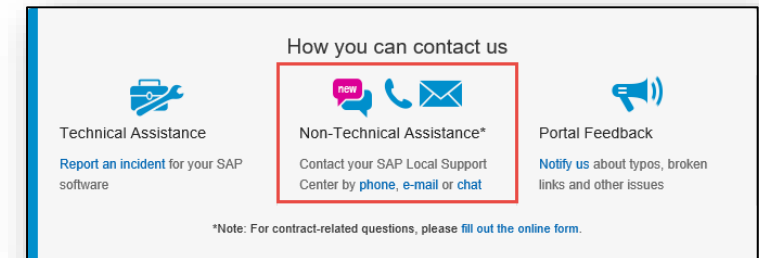 How you can contact us
new
Technical Assistance
Report an incident for your SAP
software
Non-Technical Assistance*
Contact your SAP Local Support
Center by phone, e-mail or chat
Portal Feedback
Notify us about typos, broken
links and other issues
*Note: For contract-related questions, please fill out the online form.